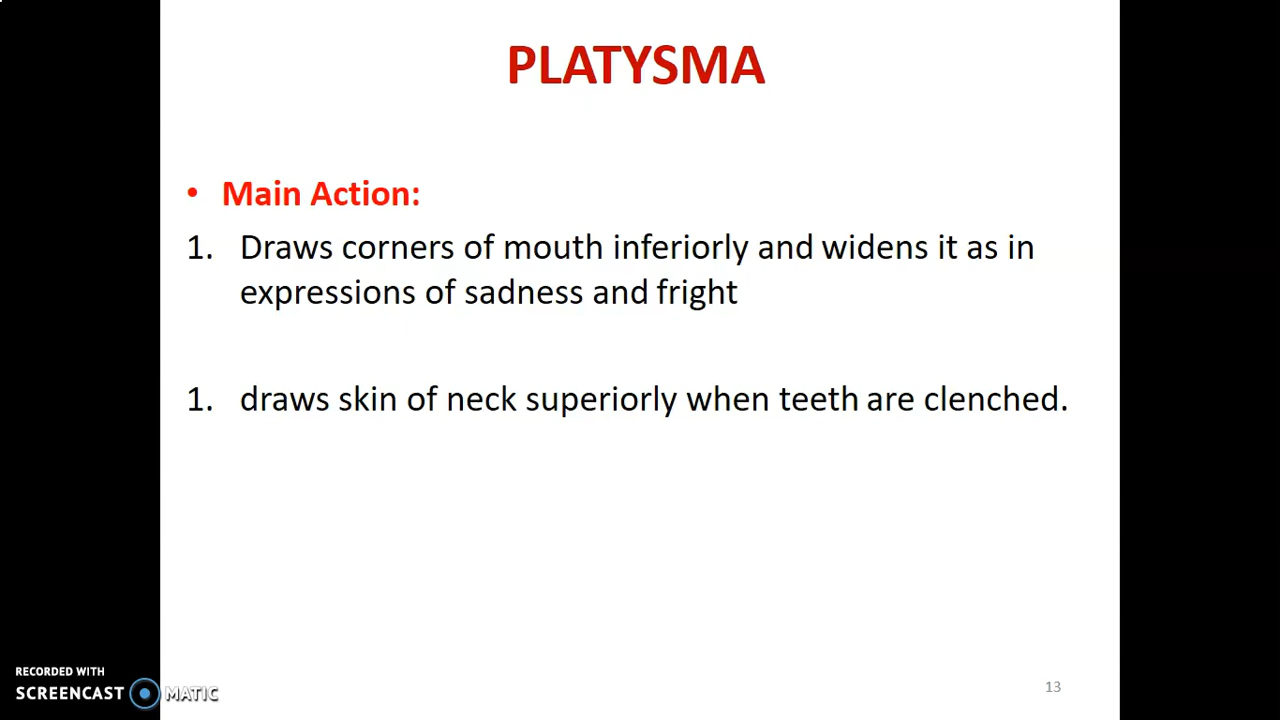 PLATYSMA
• Main Action:
1. Draws corners of mouth inferiorly and widens it as in
expressions of sadness and fright
1. draws skin of neck superiorly when teeth are clenched.
RECORDED WITH
SCREENCAST MATIC
13